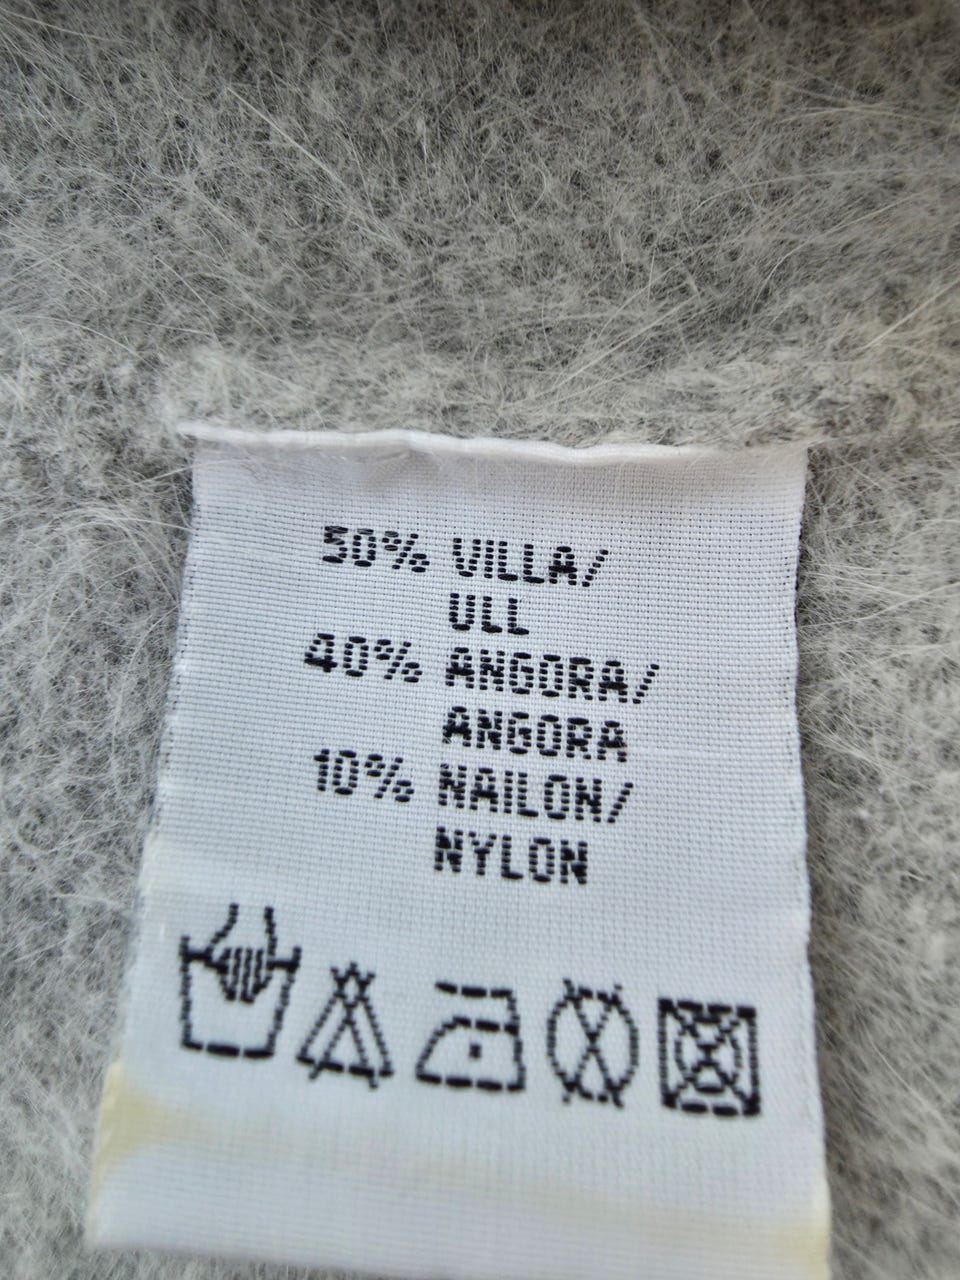 50% VILLA/
ULL
40% ANGORA/
ANGORA
10% NAILON/
NYLON